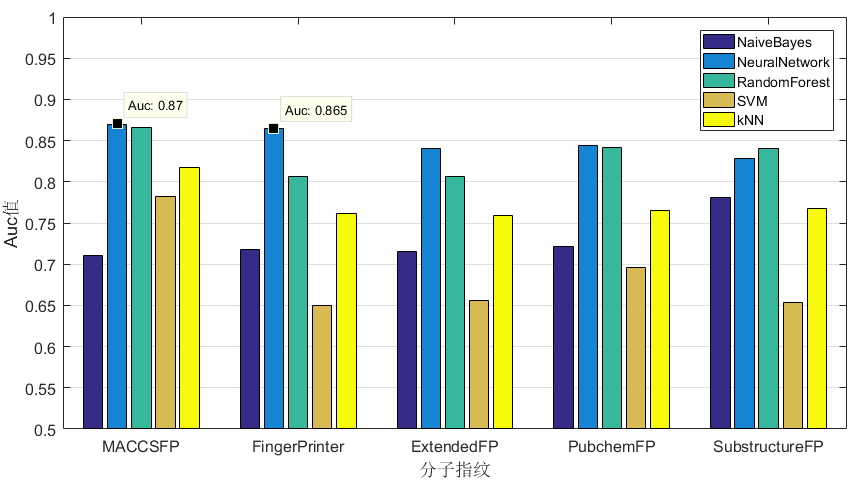 1
0.95
0.9
0.85
0.8
0.75
0.7
0.65
0.6
0.55
0.5
Auc值
Auc: 0.87
Auc: 0.865
NaiveBayes
NeuralNetwork
RandomForest
SVM
kNN
MACCSFP
FingerPrinter
ExtendedFP
PubchemFP
SubstructureFP
分子指纹